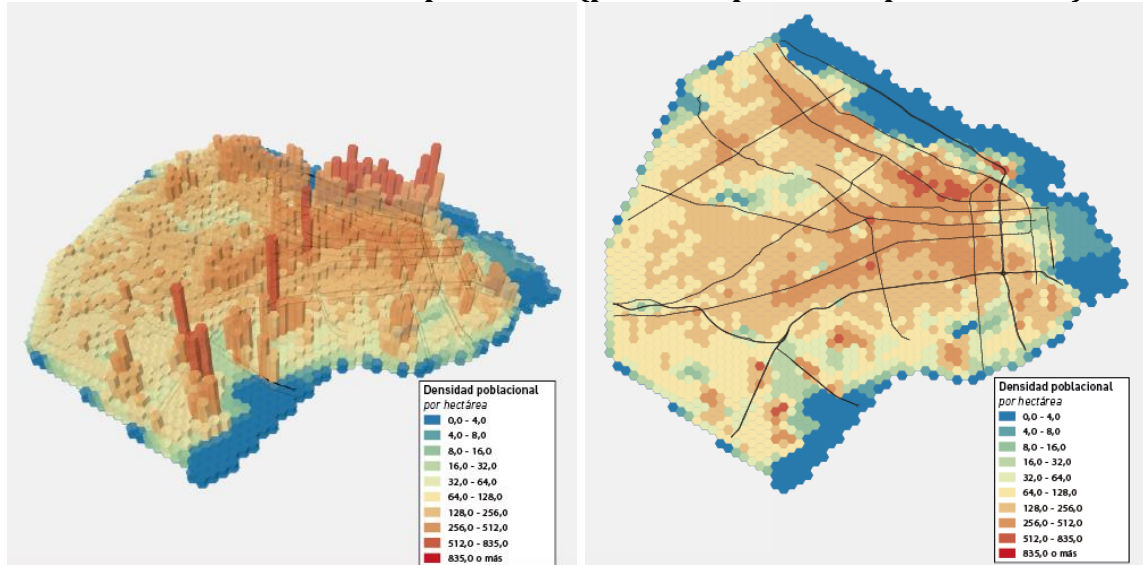 Densidad poblacional
por hectárea
0,0 - 4,0
4,0 - 8,0
8,0 - 16,0
16,0 - 32,0
32,0 - 64,0
64,0 - 128,0
128,0 - 256,0
256,0 - 512,0
512,0 - 835,0
835,0 o más
Densidad poblacional
por hectárea
0,0 - 4,0
4,0 - 8,0
8,0 - 16,0
16,0 - 32,0
32,0 - 64,0
64,0 - 128,0
128,0 - 256,0
256,0 - 512,0
512,0 - 835,0
835,0 o más